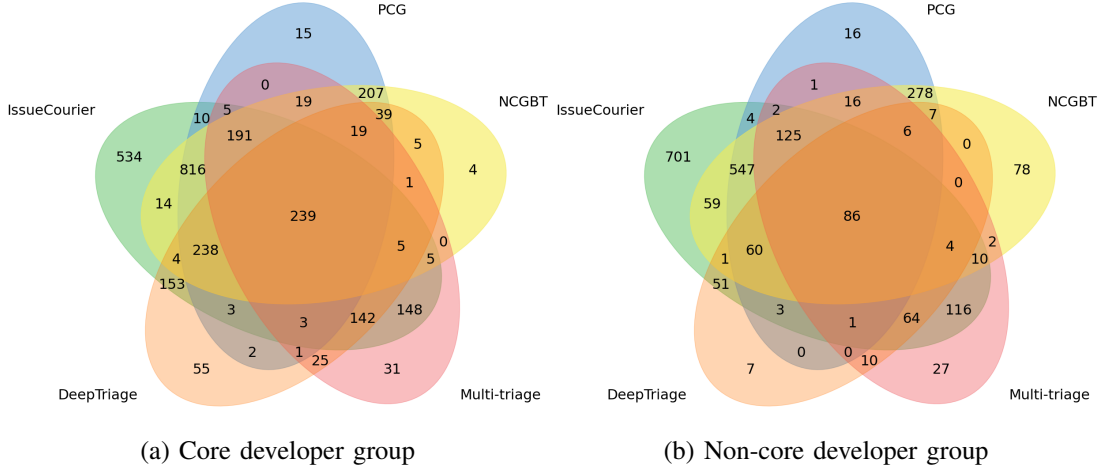 PCG PCG
15 16
0 207 1 278
IssueCourier 10 5 19 39 NCGBT IssueCourier 4 2 16 7 NCGBT
191 19 5 125 6 0
534 816 1 4 701 547 0 78
14 239 59 86
238 5 0 60 4 2
4 5 1 10
153 51
3 3 142 148 3 1 64 116
2 1 25 0 0 10
55 31 7 27
DeepTriage Multi-triage DeepTriage Multi-triage
(a) Core developer group (b) Non-core developer group